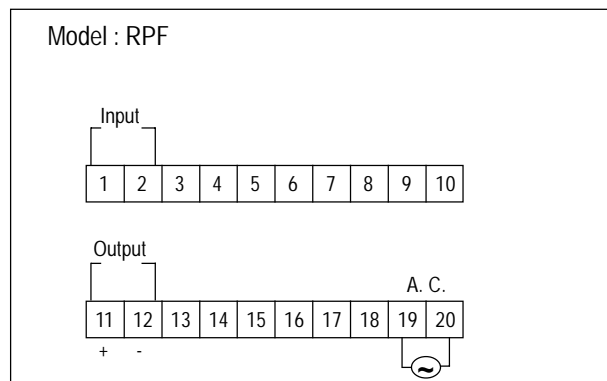 Model : RPF
Input
1 2 3 4 5 6 7 8 9 10
Output
A. C.
11 12 13 14 15 16 17 18 19 20
+ -
~